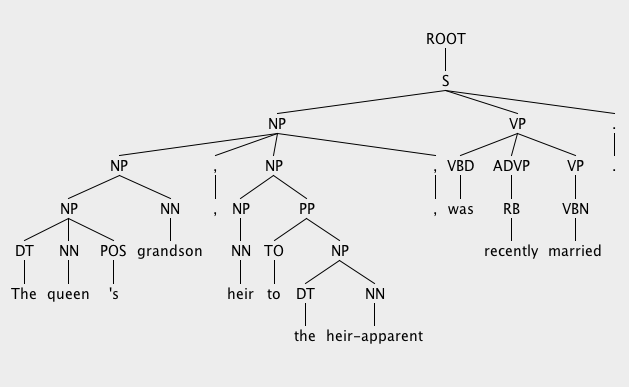 ROOT
S
NP VP .
NP , NP , VBD ADVP VP .
NP NN , NP PP , was RB VBN
DT NN POS grandson NN TO NP recently married
The queen 's heir to DT NN
the heir-apparent